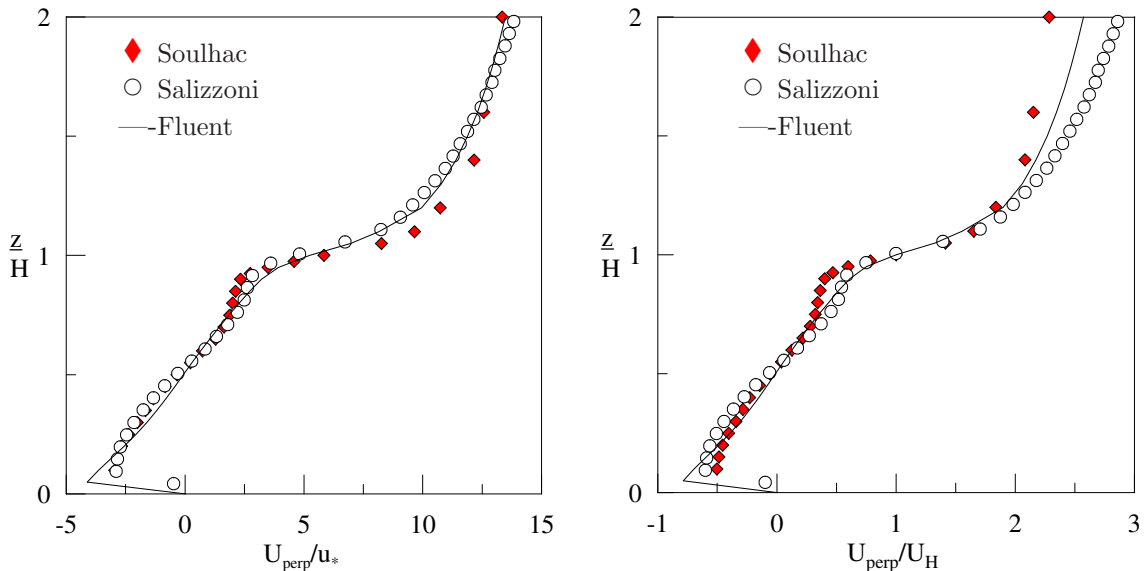 2
Soulhac
Salizzoni
-Fluent
z
H
1
0
-5
0
5
10
15
U_perp/u_*
2
Soulhac
Salizzoni
-Fluent
z
H
1
0
-1
0
1
2
3
U_perp/U_H